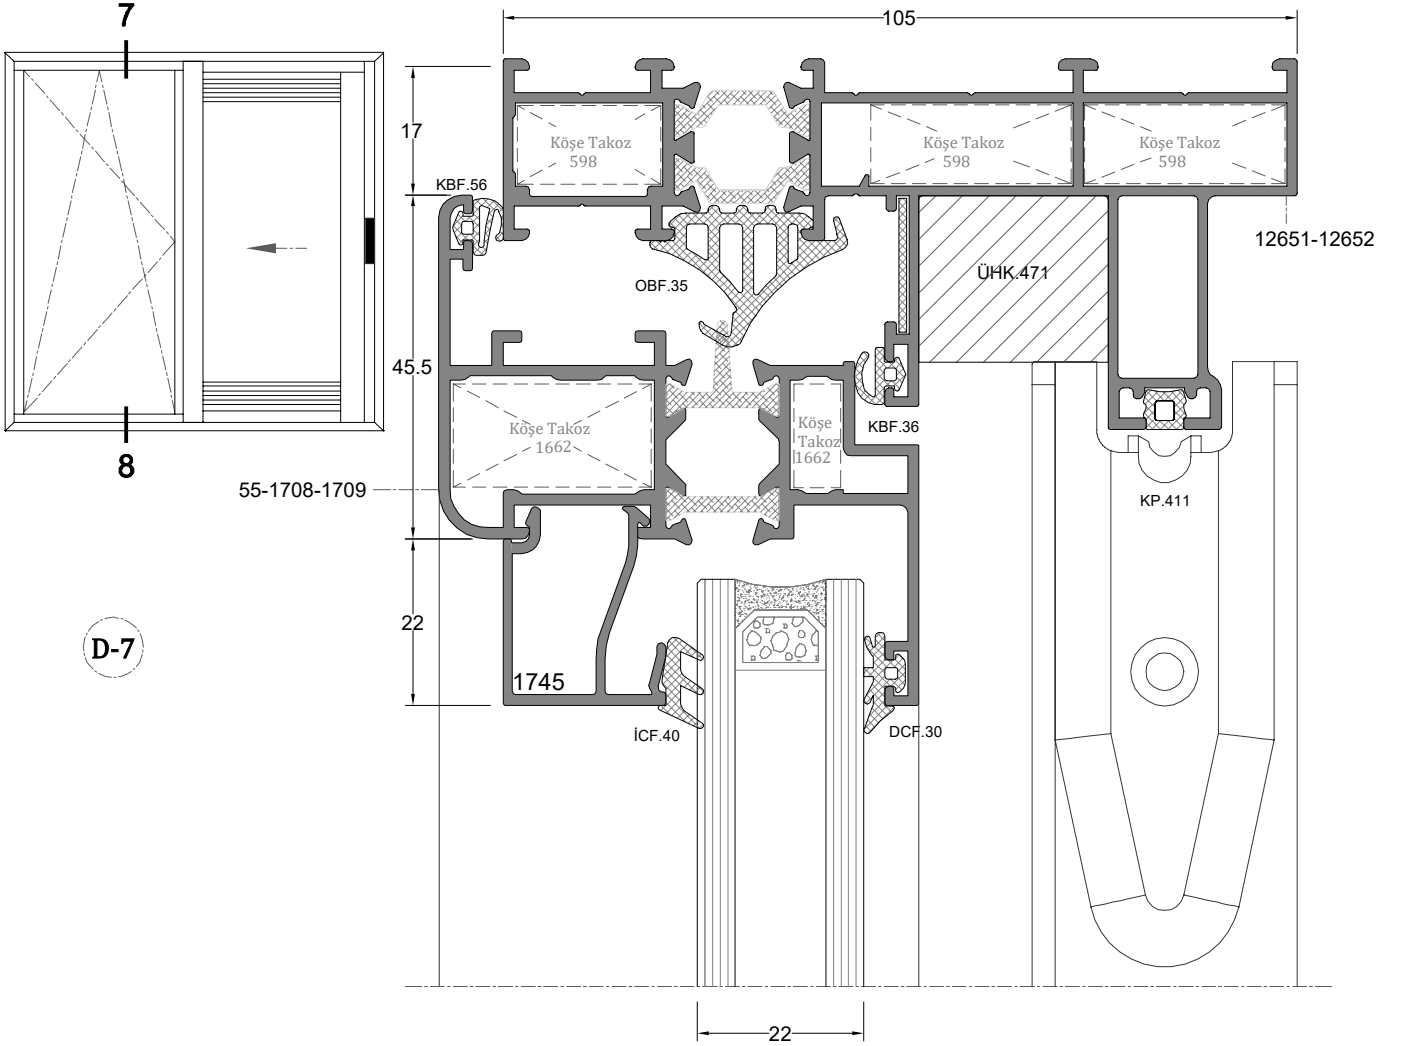 7
105
17
Köşe Takoz
598
Köşe Takoz
598
Köşe Takoz
598
KBF.56
12651-12652
ÜHK.471
OBF.35
45.5
Köşe Takoz
1662
Köşe
Takoz
1662
KBF.36
8
55-1708-1709
KP.411
22
D-7
1745
İCF.40
DCF.30
22